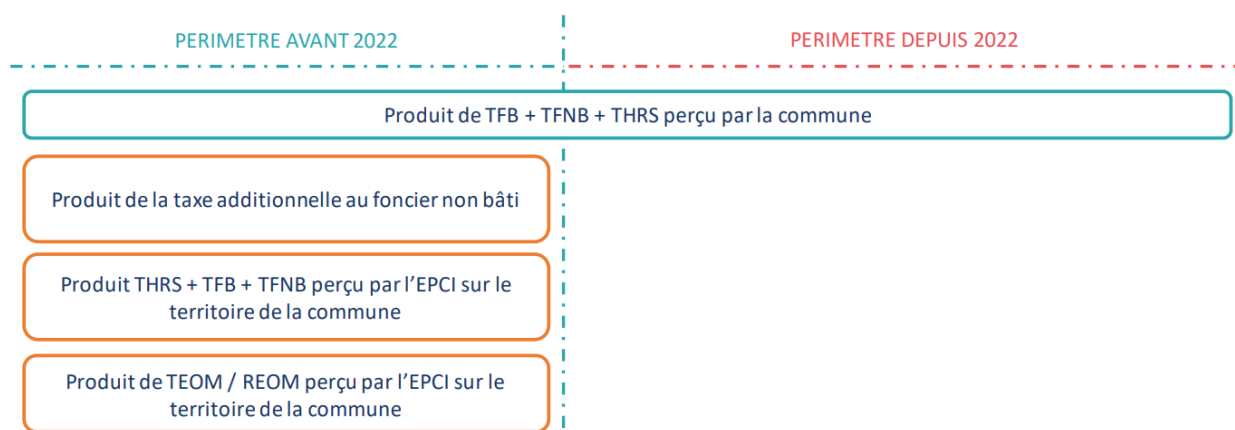 PERIMETRE AVANT 2022
PERIMETRE DEPUIS 2022
Produit de TFB + TFNB + THRS perçu par la commune
Produit de la taxe additionnelle au foncier non bâti
Produit THRS + TFB + TFNB perçu par l'EPCI sur le
territoire de la commune
Produit de TEOM / REOM perçu par l'EPCI sur le
territoire de la commune